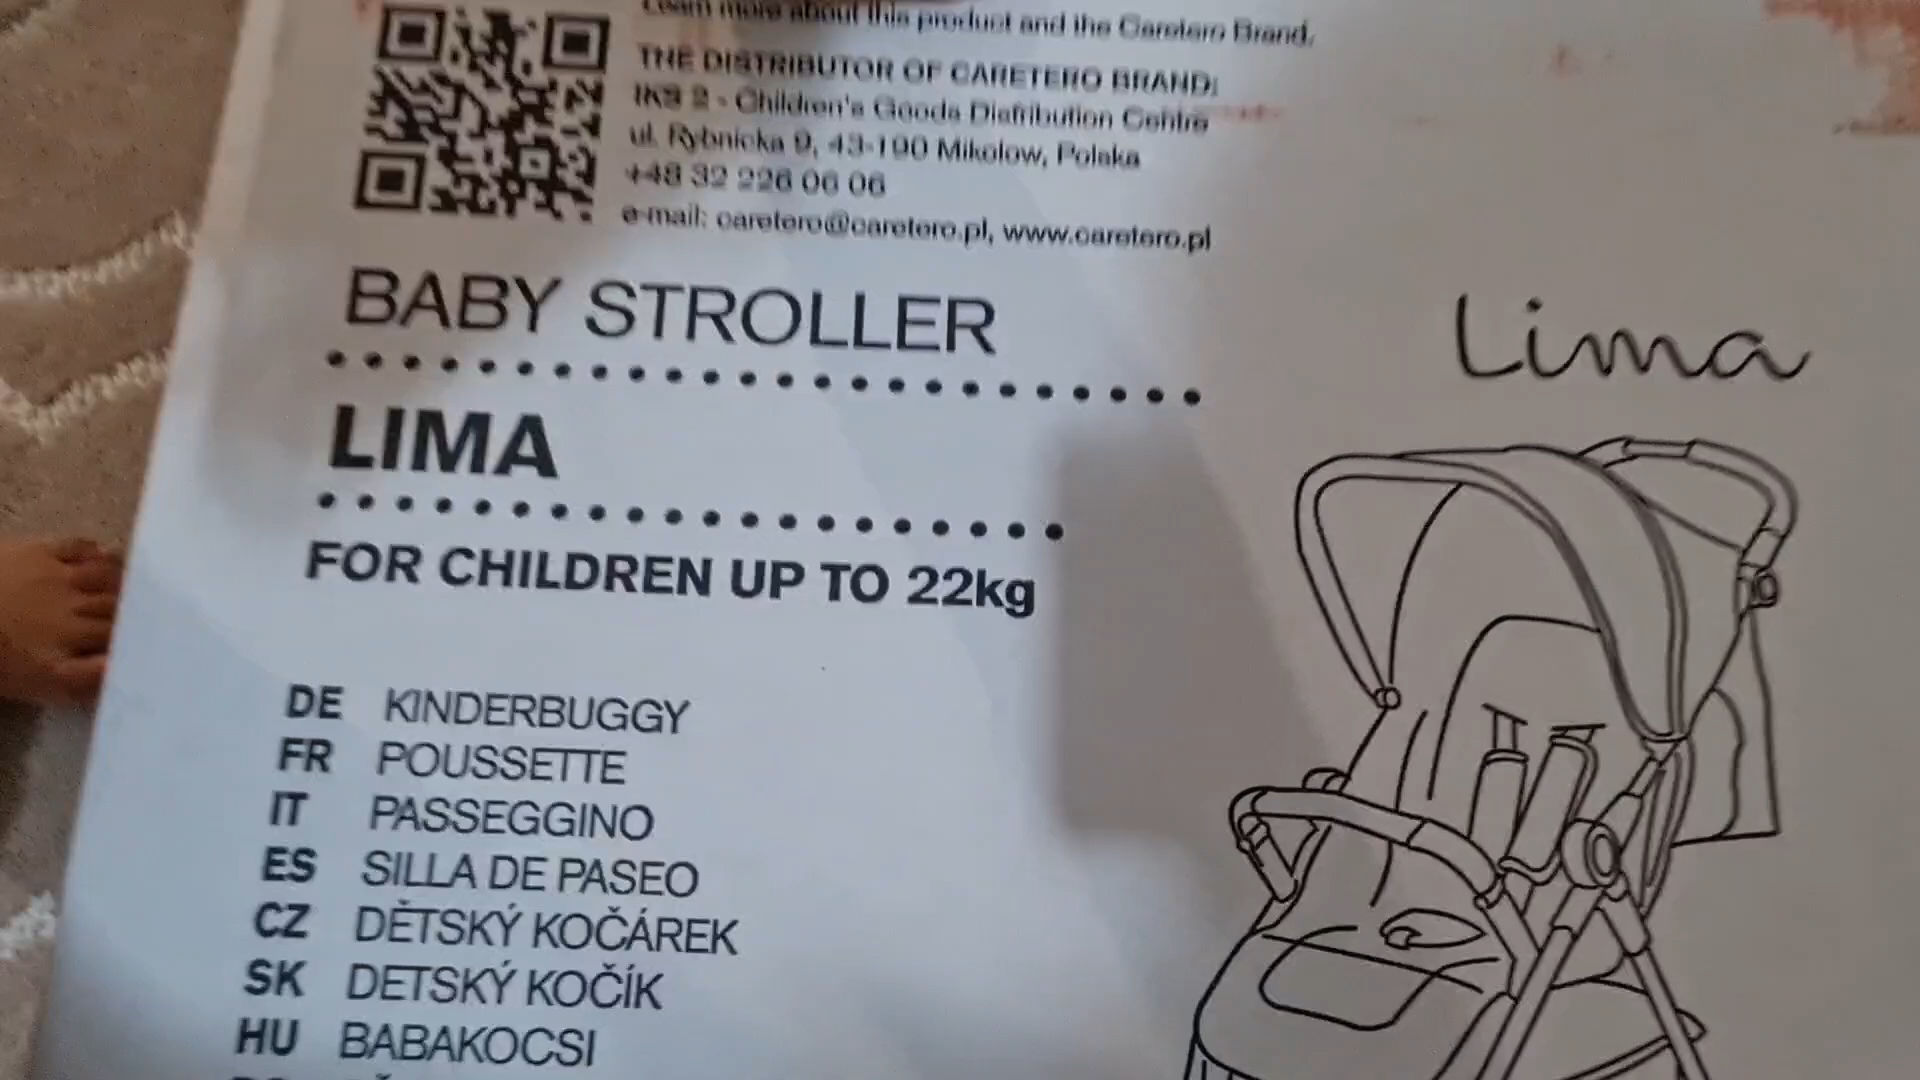 Learn more about this product and the Caretero Brand.
THE DISTRIBUTOR OF CARETERO BRAND:
IKS 2 - Children's Goods Distribution Centre
ul. Rybnicka 9, 43-190 Mikolow, Polska
+48 32 226 06 06
e-mail: caretero@caretero.pl, www.caretero.pl
BABY STROLLER
Lima
LIMA
FOR CHILDREN UP TO 22kg
DE KINDERBUGGY
FR POUSSETTE
IT PASSEGGINO
ES SILLA DE PASEO
CZ DĚTSKÝ KOČÁREK
SK DETSKÝ KOČÍK
HU BABAKOCSI